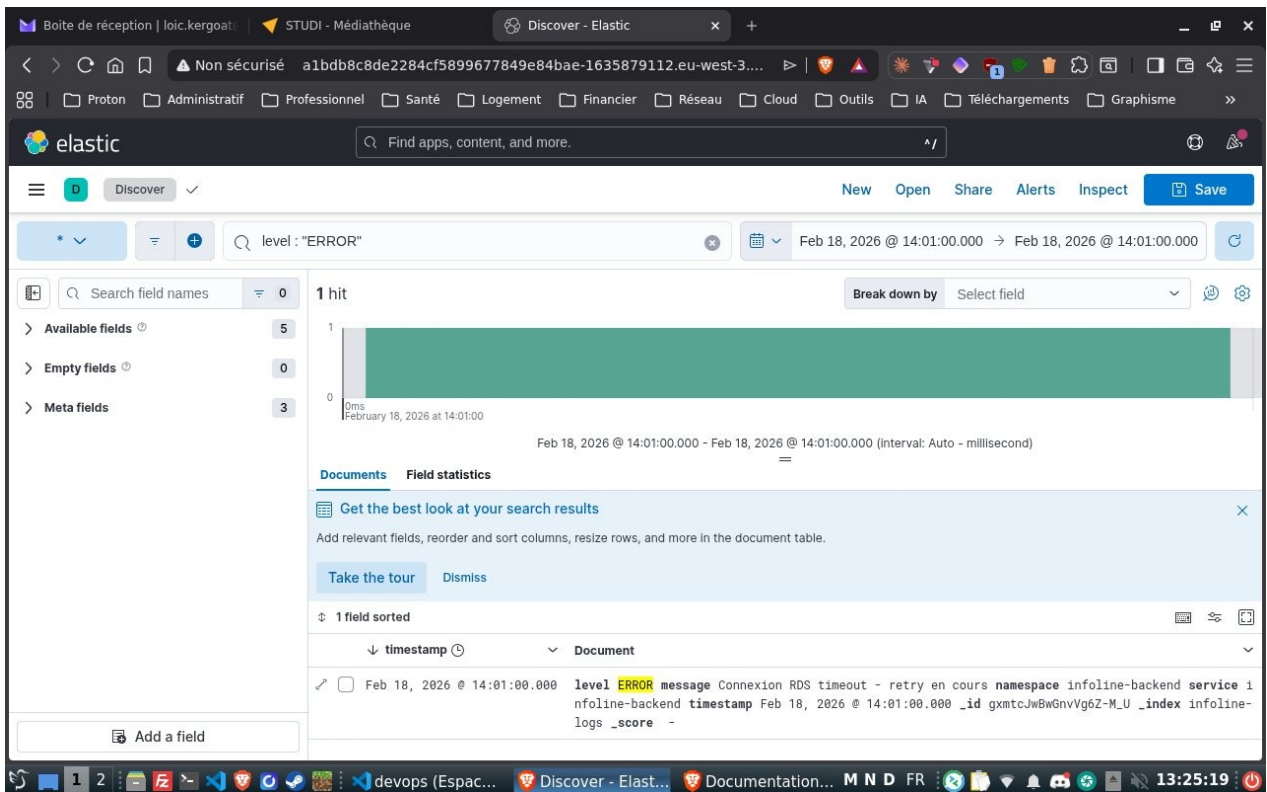 Boite de réception | loic.kergoat
STUDI - Médiathèque
Discover - Elastic
Non sécurisé a1bdb8c8de2284cf5899677849e84bae-1635879112.eu-west-3....
1
Proton Administratif Professionnel Santé Logement Financier Réseau Cloud Outils IA Téléchargements Graphisme »
elastic
Find apps, content, and more.
^/
D Discover
New Open Share Alerts Inspect Save
* level : "ERROR"
Feb 18, 2026 @ 14:01:00.000 → Feb 18, 2026 @ 14:01:00.000
Search field names 0
1 hit
Break down by Select field
Available fields 5
Empty fields 0
Meta fields 3
1
0
0ms
February 18, 2026 at 14:01:00
Feb 18, 2026 @ 14:01:00.000 - Feb 18, 2026 @ 14:01:00.000 (interval: Auto - millisecond)
Documents Field statistics
Get the best look at your search results
Add relevant fields, reorder and sort columns, resize rows, and more in the document table.
Take the tour Dismiss
1 field sorted
timestamp Document
Feb 18, 2026 @ 14:01:00.000 level ERROR message Connexion RDS timeout - retry en cours namespace infoline-backend service i
nfoline-backend timestamp Feb 18, 2026 @ 14:01:00.000 _id gxmtcJwBwGnvVg6Z-M_U _index infoline-
logs _score -
Add a field
1 2 devops (Espac... Discover - Elast... Documentation... M N D FR 13:25:19